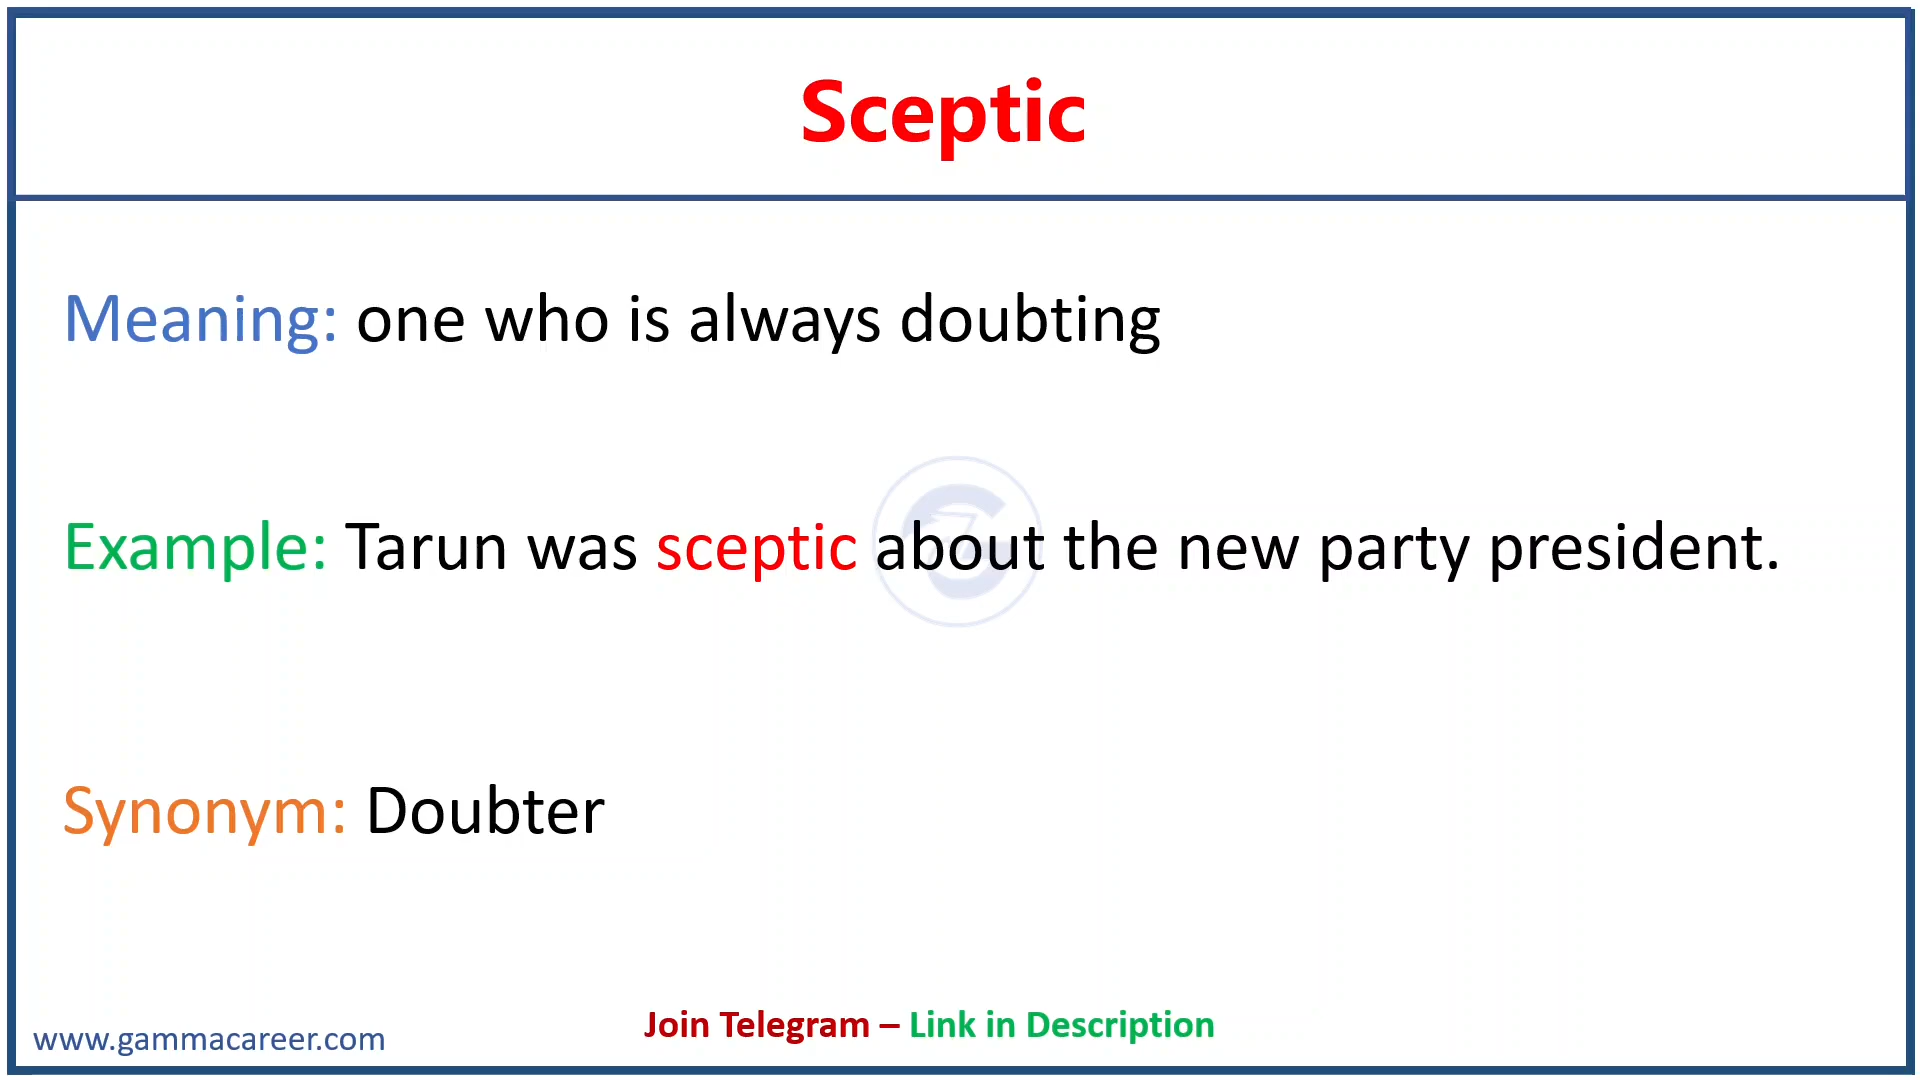 Sceptic
Meaning: one who is always doubting
Example: Tarun was sceptic about the new party president.
Synonym: Doubter
Join Telegram – Link in Description
www.gammacareer.com